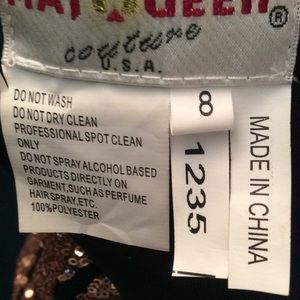 couture
U.S.A.
DO NOT WASH
DO NOT DRY CLEAN
PROFESSIONAL SPOT CLEAN
ONLY
DO NOT SPRAY ALCOHOL BASED
PRODUCTS DIRECTLY ON
GARMENT,SUCH AS PERFUME
HAIR SPRAY,ETC.
100%POLYESTER
8
1235
MADE IN CHINA